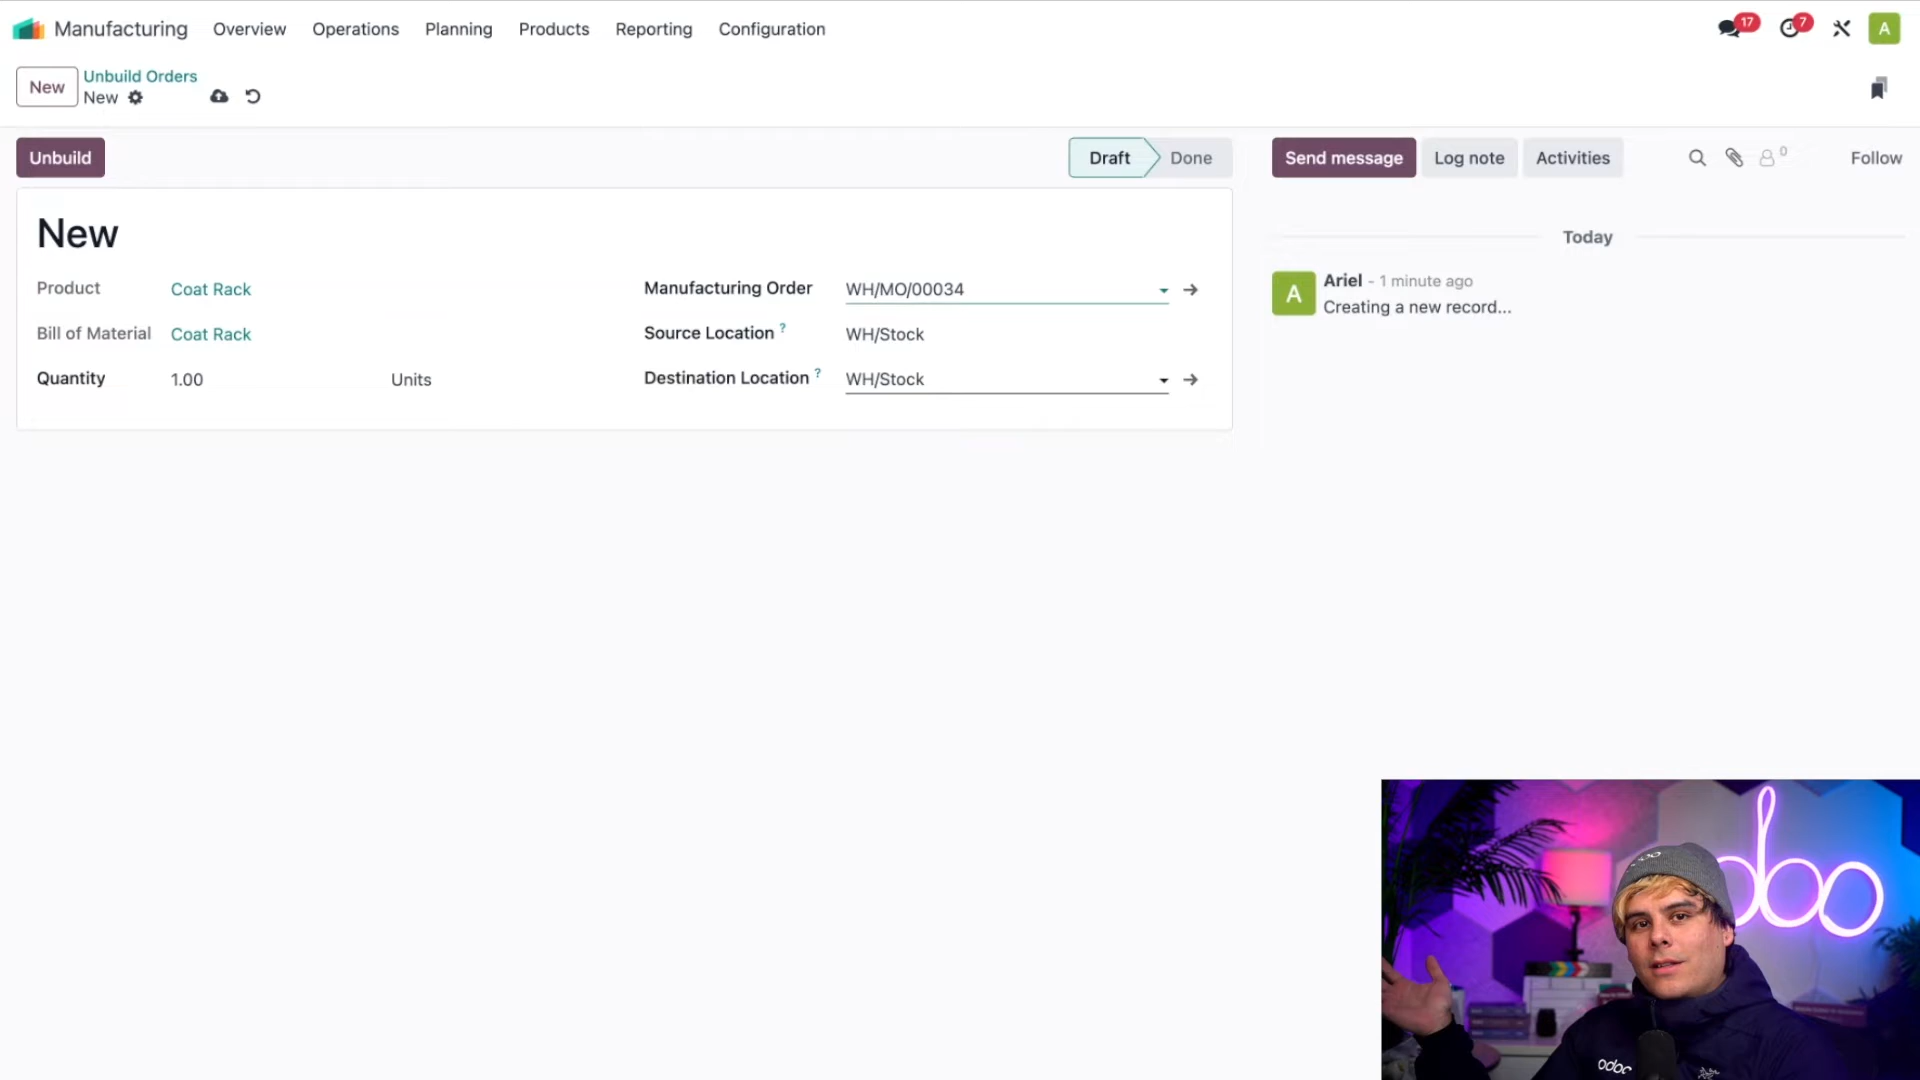 Manufacturing Overview Operations Planning Products Reporting Configuration 17 7 A
New Unbuild Orders
New
Unbuild Draft Done Send message Log note Activities 0 Follow
New
Product Coat Rack Manufacturing Order WH/MO/00034
Bill of Material Coat Rack Source Location ? WH/Stock
Quantity 1.00 Units Destination Location ? WH/Stock
Today
A Ariel - 1 minute ago
Creating a new record...
odoo
odoo